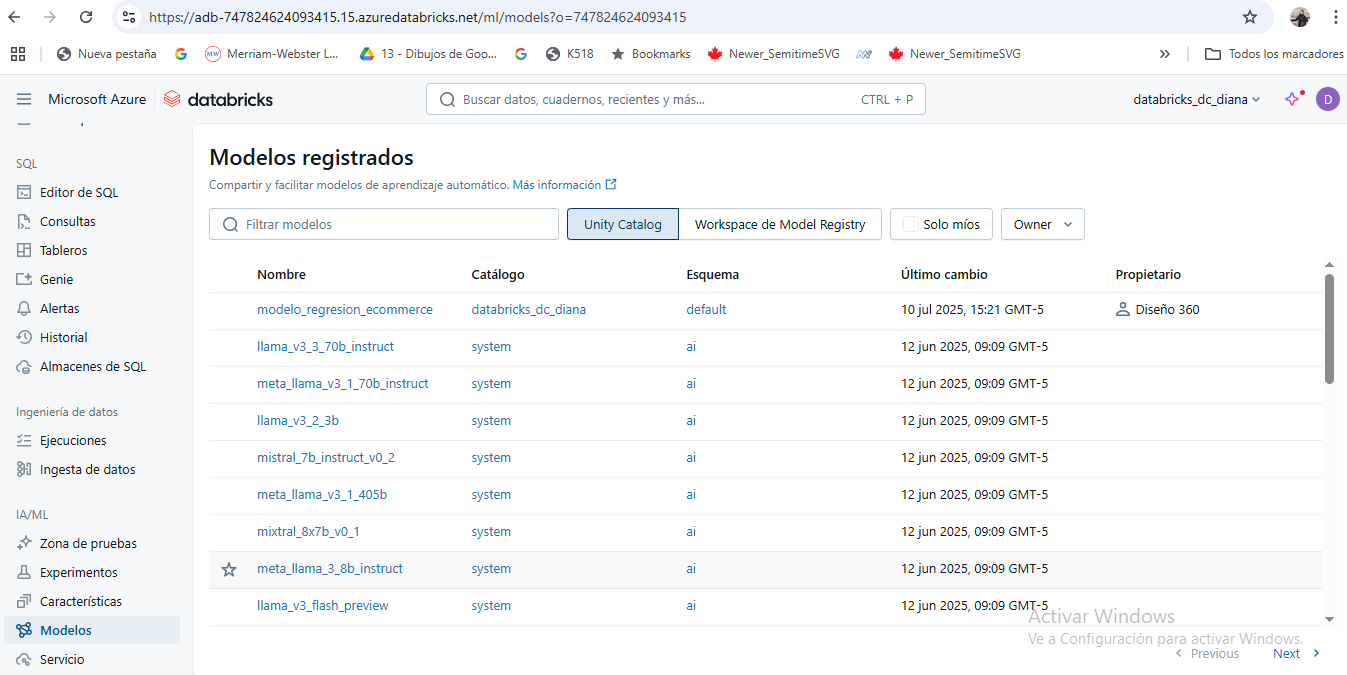 https://adb-747824624093415.15.azuredatabricks.net/ml/models?o=747824624093415
Nueva pestaña
Merriam-Webster L...
13 - Dibujos de Goo...
K518
Bookmarks
Newer_SemitimeSVG
Newer_SemitimeSVG
»
Todos los marcadores
Microsoft Azure
databricks
Buscar datos, cuadernos, recientes y más...
CTRL + P
databricks_dc_diana
D
SQL
Editor de SQL
Consultas
Tableros
Genie
Alertas
Historial
Almacenes de SQL
Ingeniería de datos
Ejecuciones
Ingesta de datos
IA/ML
Zona de pruebas
Experimentos
Características
Modelos
Servicio
Modelos registrados
Compartir y facilitar modelos de aprendizaje automático. Más información
Filtrar modelos
Unity Catalog
Workspace de Model Registry
Solo míos
Owner
Nombre Catálogo Esquema Último cambio Propietario
modelo_regresion_ecommerce databricks_dc_diana default 10 jul 2025, 15:21 GMT-5 Diseño 360
llama_v3_3_70b_instruct system ai 12 jun 2025, 09:09 GMT-5
meta_llama_v3_1_70b_instruct system ai 12 jun 2025, 09:09 GMT-5
llama_v3_2_3b system ai 12 jun 2025, 09:09 GMT-5
mistral_7b_instruct_v0_2 system ai 12 jun 2025, 09:09 GMT-5
meta_llama_v3_1_405b system ai 12 jun 2025, 09:09 GMT-5
mixtral_8x7b_v0_1 system ai 12 jun 2025, 09:09 GMT-5
meta_llama_3_8b_instruct system ai 12 jun 2025, 09:09 GMT-5
llama_v3_flash_preview system ai 12 jun 2025, 09:09 GMT-5
Activar Windows
Ve a Configuración para activar Windows.
Previous
Next